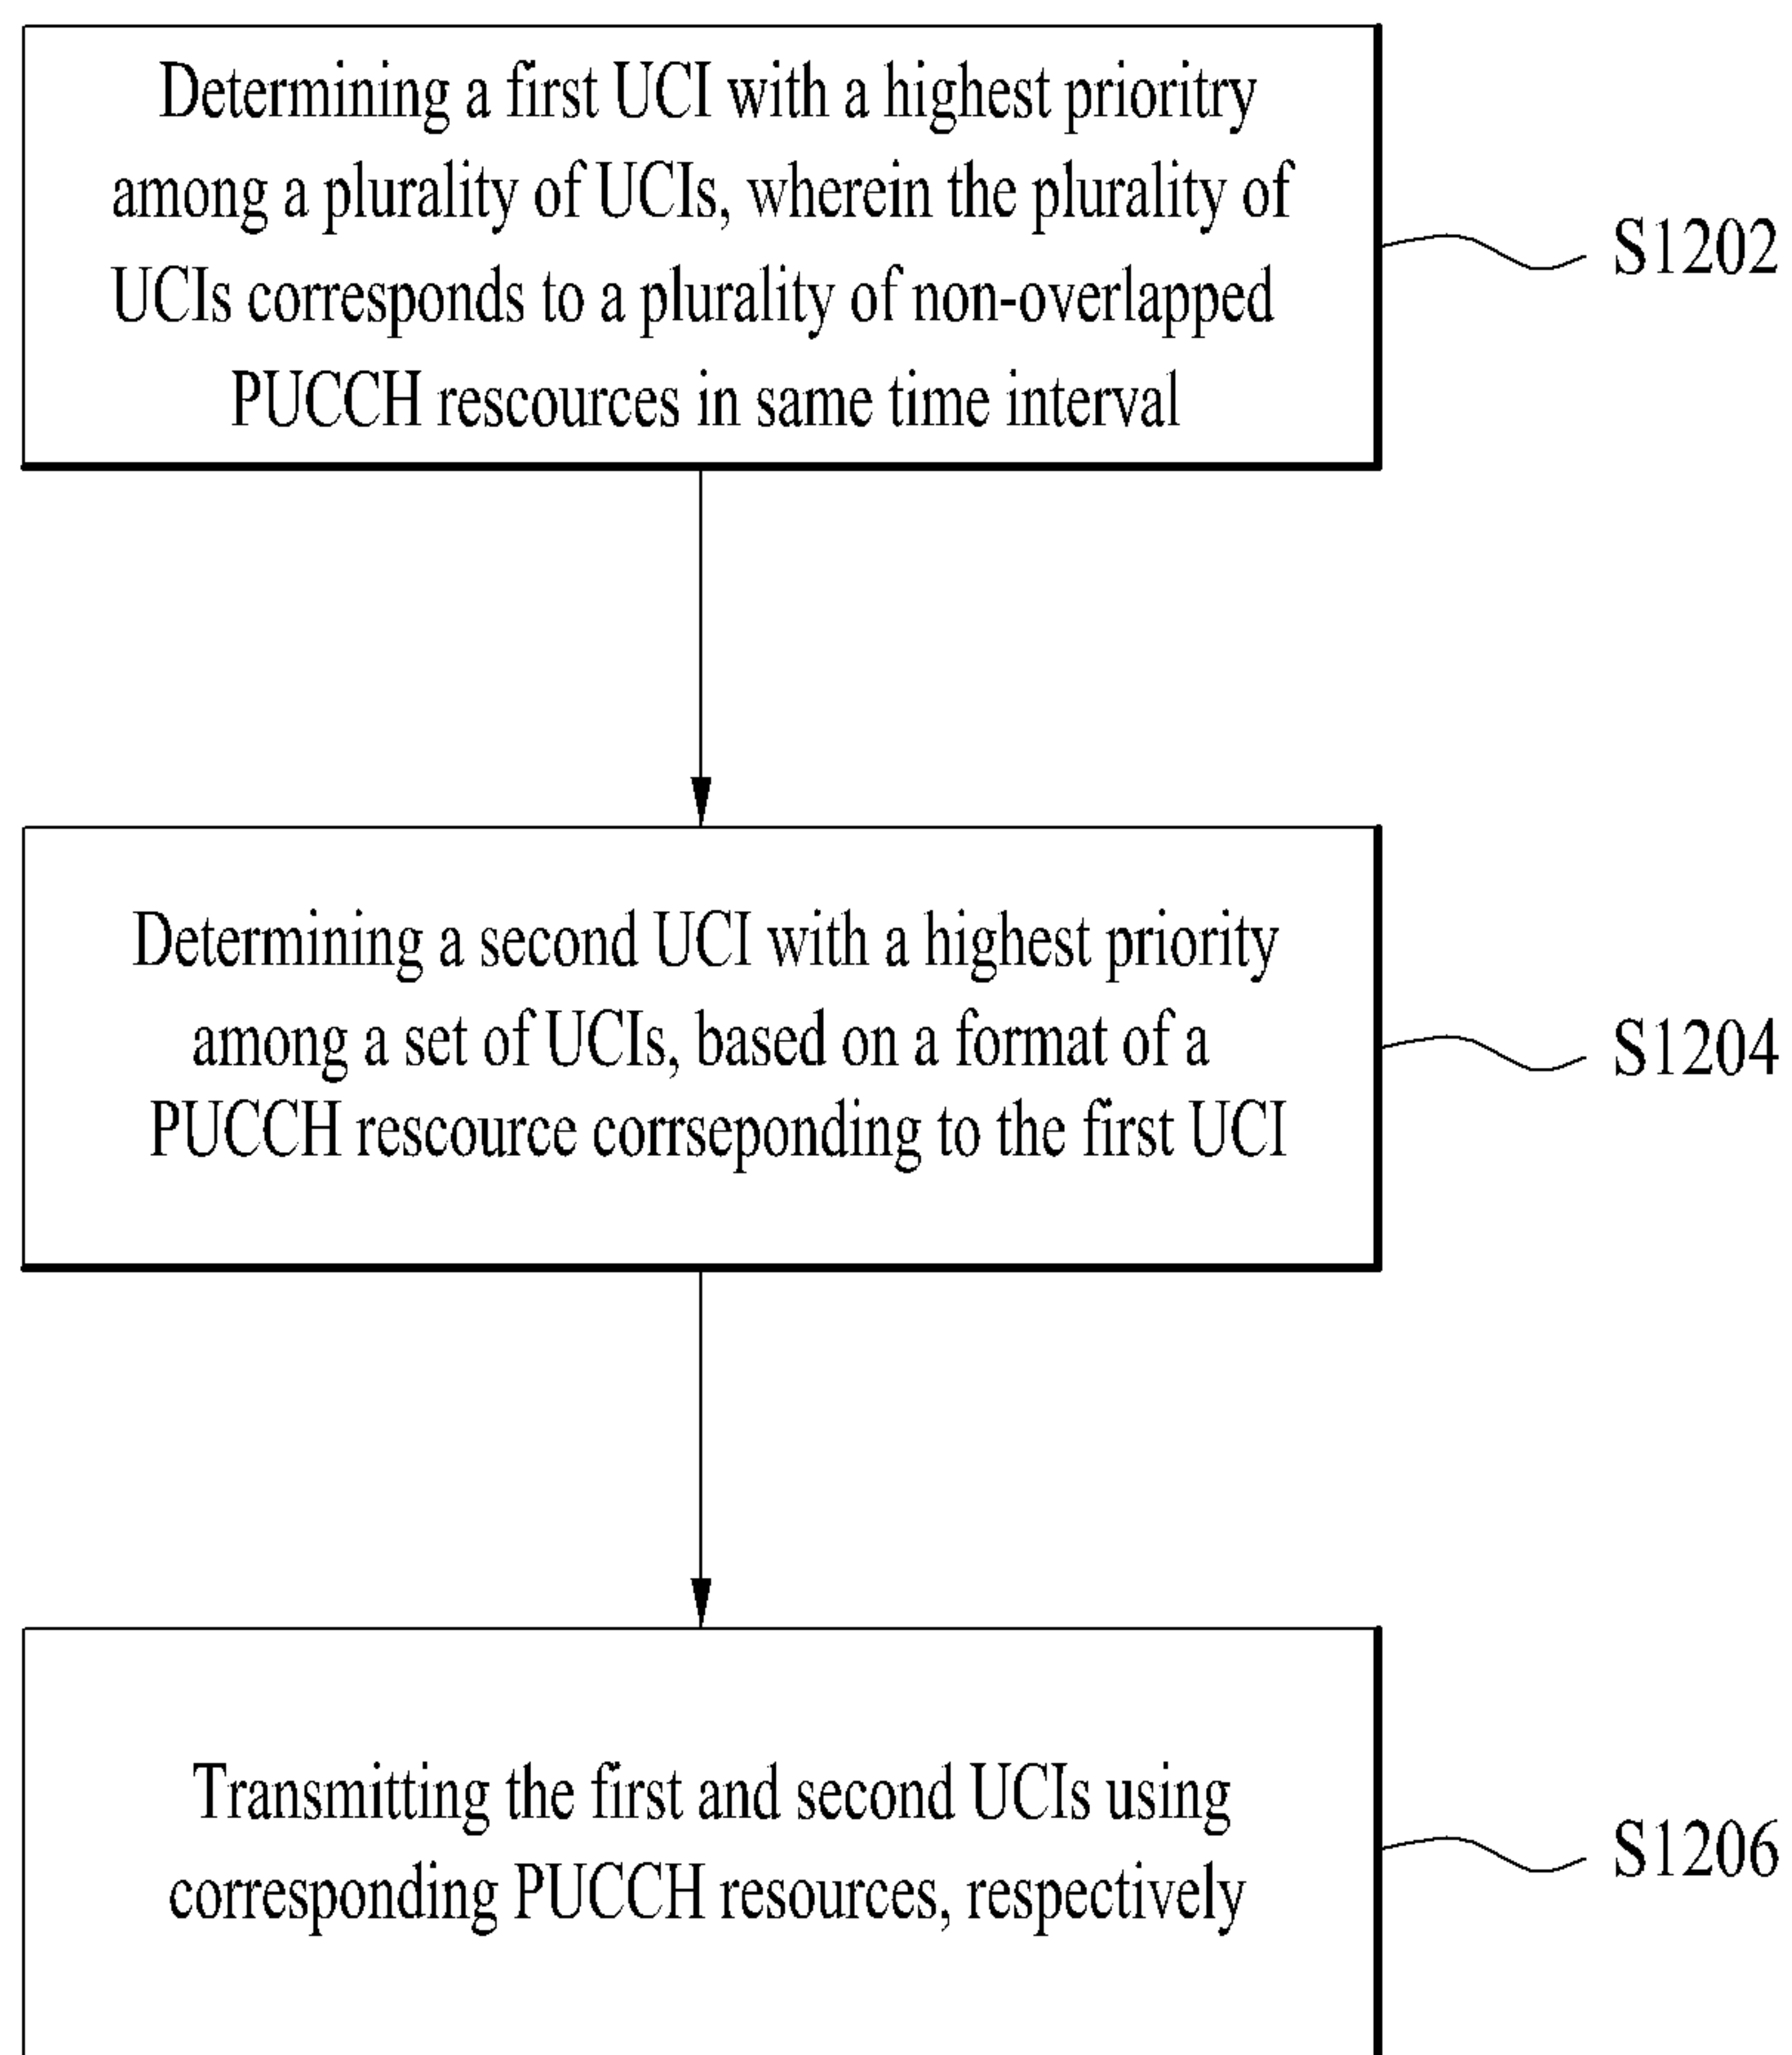 Determining a first UCI with a highest prioritry
among a plurality of UCIs, wherein the plurality of
UCIs corresponds to a plurality of non-overlapped
PUCCH rescources in same time interval
S1202
Determining a second UCI with a highest priority
among a set of UCIs, based on a format of a
PUCCH rescource corrseponding to the first UCI
S1204
Transmitting the first and second UCIs using
corresponding PUCCH resources, respectively
S1206